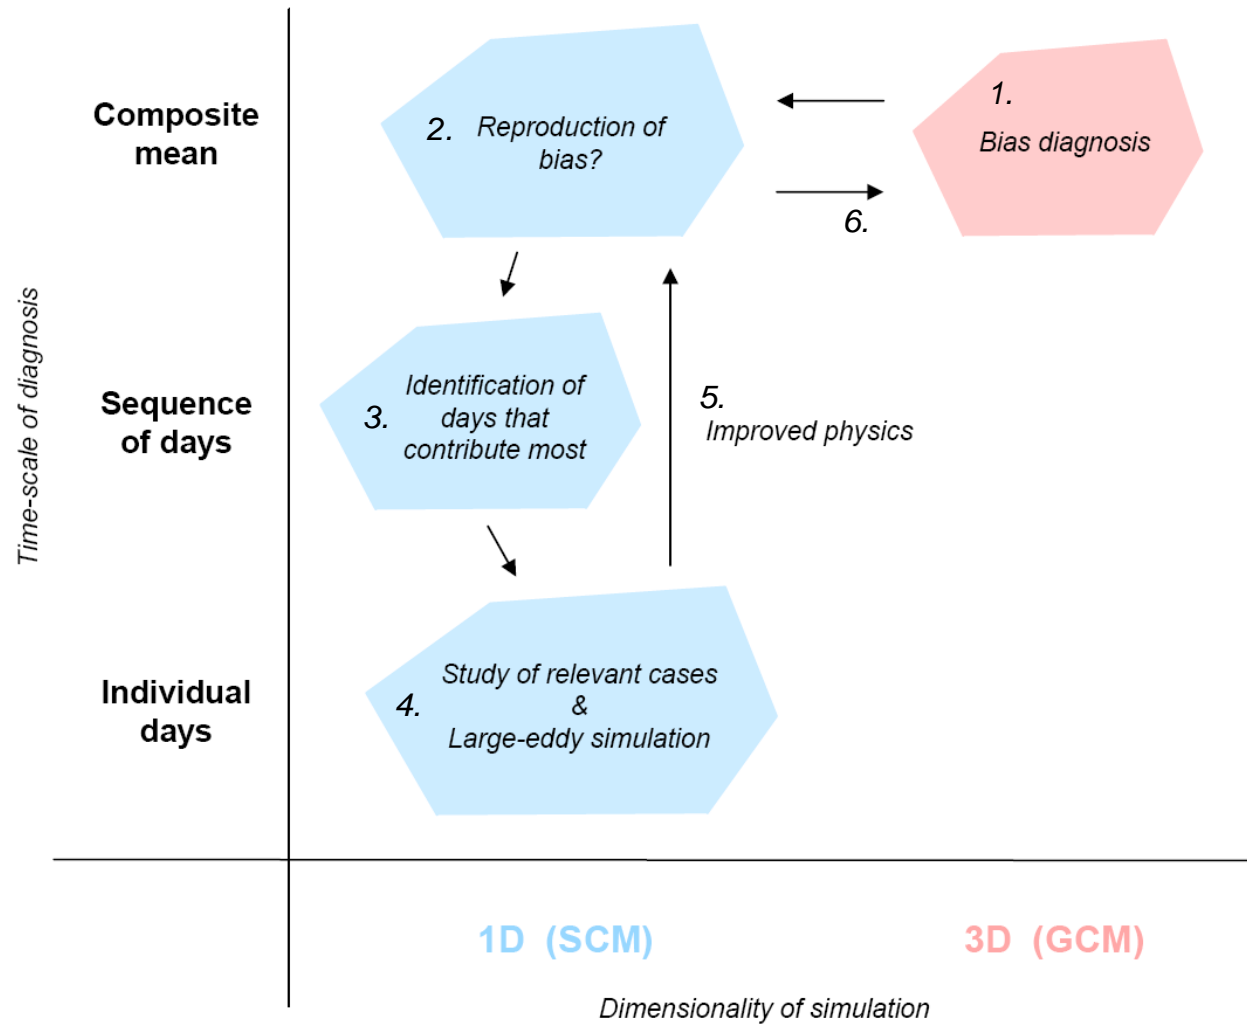 Composite
mean
2. Reproduction of
bias?
1.
Bias diagnosis
6.
Time-scale of diagnosis
Sequence
of days
3. Identification of
days that
contribute most
5.
Improved physics
Individual
days
4. Study of relevant cases
&
Large-eddy simulation
1D (SCM)
3D (GCM)
Dimensionality of simulation